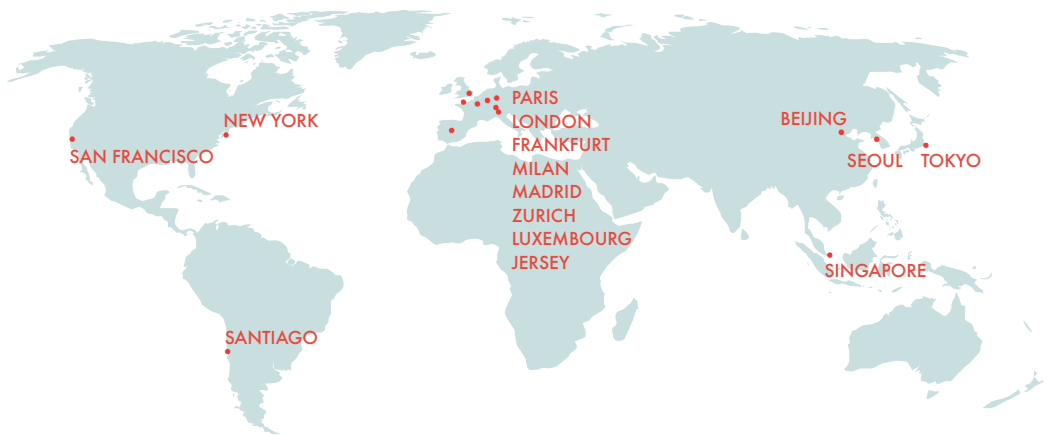 NEW YORK
SAN FRANCISCO
SANTIAGO
PARIS
LONDON
FRANKFURT
MILAN
MADRID
ZURICH
LUXEMBOURG
JERSEY
BEIJING
SEOUL
TOKYO
SINGAPORE